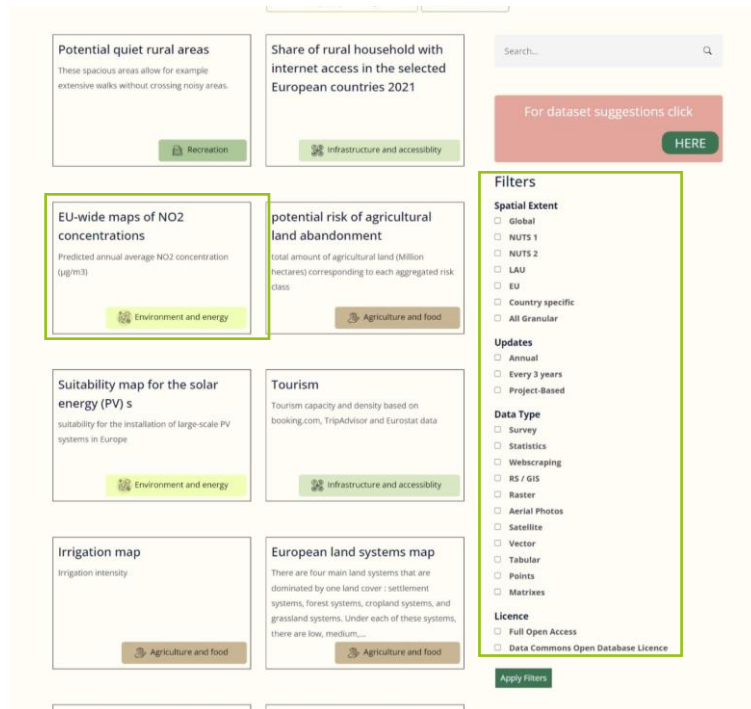 Potential quiet rural areas
These spacious areas allow for example
extensive walks without crossing noisy areas.
Recreation
Share of rural household with
internet access in the selected
European countries 2021
Infrastructure and accessiblity
EU-wide maps of NO2
concentrations
Predicted annual average NO2 concentration
(µg/m3)
Environment and energy
potential risk of agricultural
land abandonment
total amount of agricultural land (Million
hectares) corresponding to each aggregated risk
class
Agriculture and food
Suitability map for the solar
energy (PV) s
suitability for the installation of large-scale PV
systems in Europe
Environment and energy
Tourism
Tourism capacity and density based on
booking.com, TripAdvisor and Eurostat data
Infrastructure and accessiblity
Irrigation map
Irrigation intensity
Agriculture and food
European land systems map
There are four main land systems that are
dominated by one land cover : settlement
systems, forest systems, cropland systems, and
grassland systems. Under each of these systems,
there are low, medium,...
Agriculture and food
Search...
For dataset suggestions click
HERE
Filters
Spatial Extent
Global
NUTS 1
NUTS 2
LAU
EU
Country specific
All Granular
Updates
Annual
Every 3 years
Project-Based
Data Type
Survey
Statistics
Webscraping
RS / GIS
Raster
Aerial Photos
Satellite
Vector
Tabular
Points
Matrixes
Licence
Full Open Access
Data Commons Open Database Licence
Apply Filters